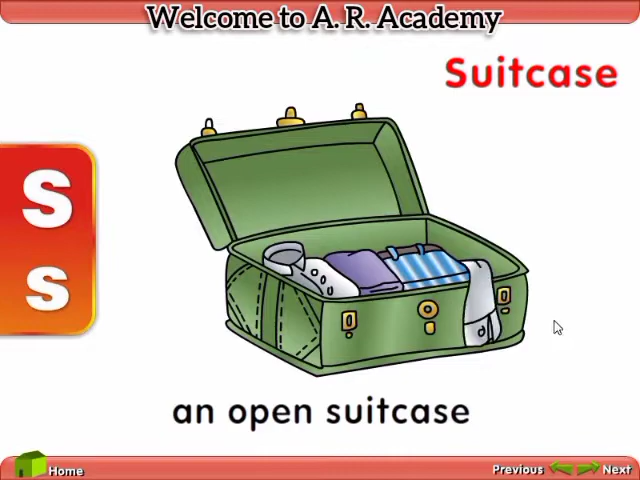 Welcome to A. R. Academy
Suitcase
S
s
an open suitcase
Home
Previous
Next